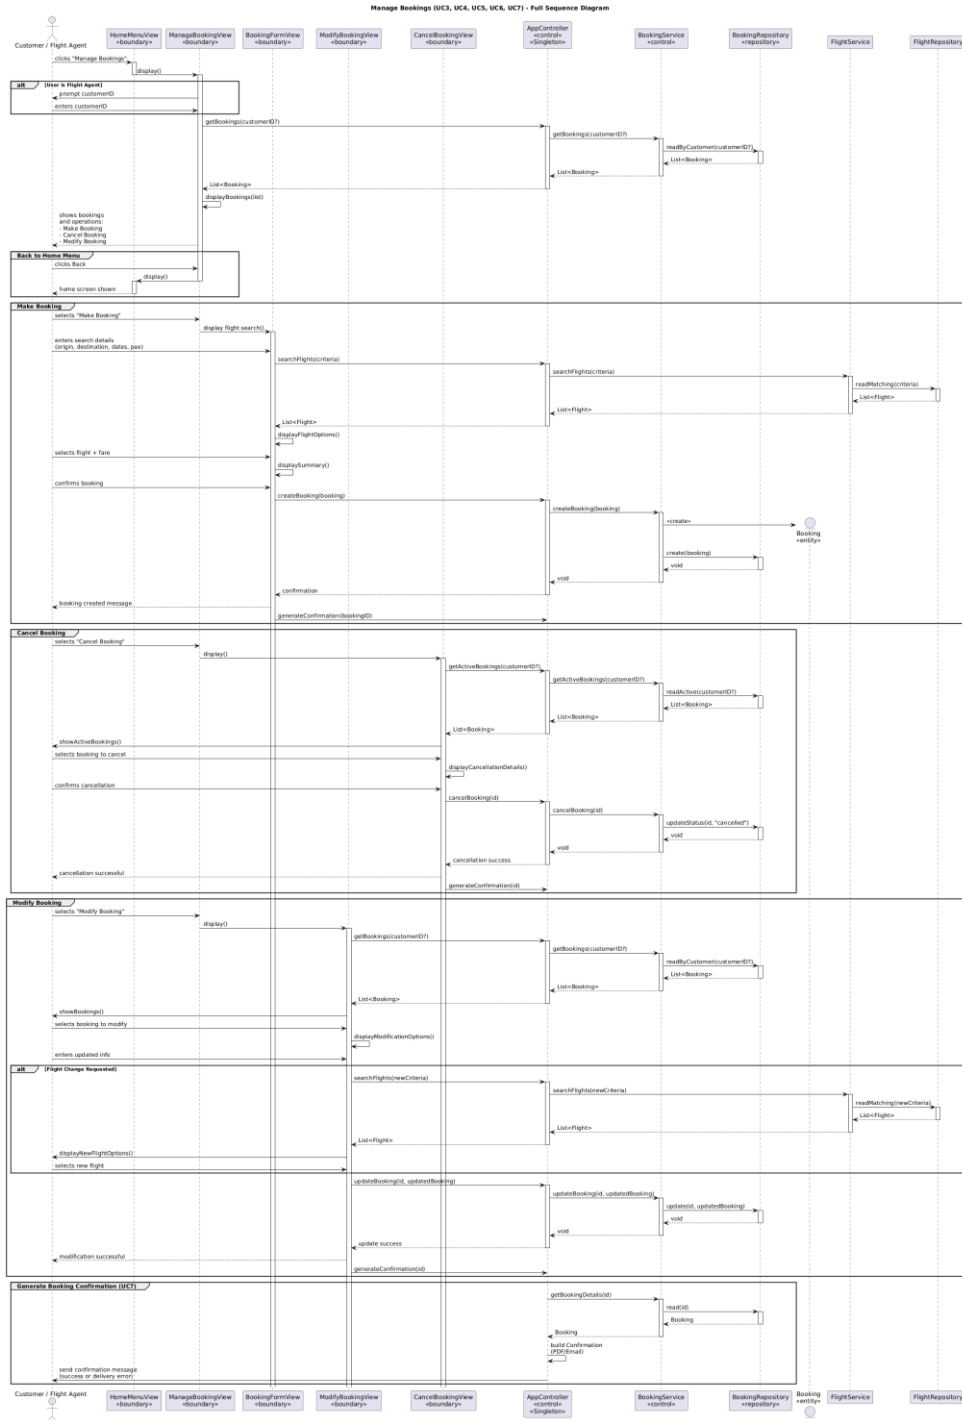 Manage Bookings (UC3, UC4, UC5, UC6, UC7) - Full Sequence Diagram
Customer / Flight Agent
HomeMenuView
«boundary»
ManageBookingView
«boundary»
BookingFormView
«boundary»
ModifyBookingView
«boundary»
CancelBookingView
«boundary»
AppController
«control»
«Singleton»
BookingService
«control»
BookingRepository
«repository»
FlightService
FlightRepository
clicks "Manage Bookings"
display()
alt [User is Flight Agent]
prompt customerID
enters customerID
getBookings(customerID?)
getBookings(customerID?)
readByCustomer(customerID?)
List<Booking>
List<Booking>
List<Booking>
displayBookings(list)
shows bookings
and operations:
- Make Booking
- Cancel Booking
- Modify Booking
Back to Home Menu
clicks Back
display()
home screen shown
Make Booking
selects "Make Booking"
display flight search()
enters search details
(origin, destination, dates, pax)
searchFlights(criteria)
searchFlights(criteria)
readMatching(criteria)
List<Flight>
List<Flight>
List<Flight>
displayFlightOptions()
selects flight + fare
displaySummary()
confirms booking
createBooking(booking)
createBooking(booking)
«create»
Booking
«entity»
create(booking)
void
void
confirmation
booking created message
generateConfirmation(bookingID)
Cancel Booking
selects "Cancel Booking"
display()
getActiveBookings(customerID?)
getActiveBookings(customerID?)
readActive(customerID?)
List<Booking>
List<Booking>
List<Booking>
showActiveBookings()
selects booking to cancel
displayCancellationDetails()
confirms cancellation
cancelBooking(id)
cancelBooking(id)
updateStatus(id, "cancelled")
void
void
cancellation success
cancellation successful
generateConfirmation(id)
Modify Booking
selects "Modify Booking"
display()
getBookings(customerID?)
getBookings(customerID?)
readByCustomer(customerID?)
List<Booking>
List<Booking>
List<Booking>
showBookings()
selects booking to modify
displayModificationOptions()
enters updated info
alt [Flight Change Requested]
searchFlights(newCriteria)
searchFlights(newCriteria)
readMatching(newCriteria)
List<Flight>
List<Flight>
List<Flight>
displayNewFlightOptions()
selects new flight
updateBooking(id, updatedBooking)
updateBooking(id, updatedBooking)
update(id, updatedBooking)
void
void
update success
modification successful
generateConfirmation(id)
Generate Booking Confirmation (UC7)
getBookingDetails(id)
read(id)
Booking
Booking
build Confirmation
(PDF/Email)
send confirmation message
(success or delivery error)
Customer / Flight Agent
HomeMenuView
«boundary»
ManageBookingView
«boundary»
BookingFormView
«boundary»
ModifyBookingView
«boundary»
CancelBookingView
«boundary»
AppController
«control»
«Singleton»
BookingService
«control»
BookingRepository
«repository»
Booking
«entity»
FlightService
FlightRepository